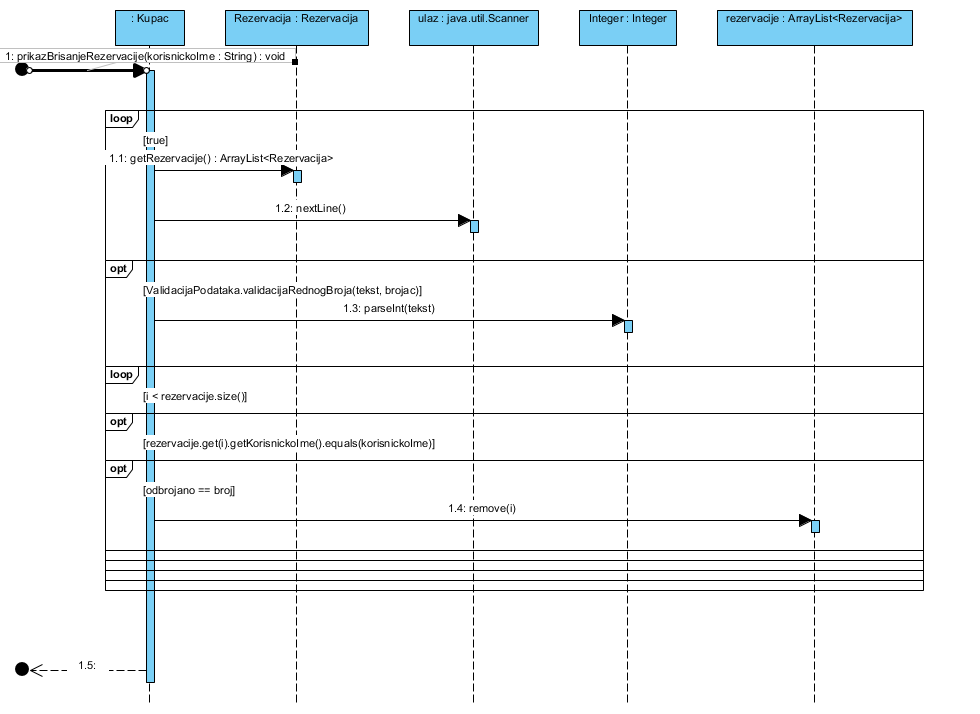 : Kupac
Rezervacija : Rezervacija
ulaz : java.util.Scanner
Integer : Integer
rezervacije : ArrayList<Rezervacija>
1: prikazBrisanjeRezervacije(korisnickoIme : String) : void
loop
[true]
1.1: getRezervacije() : ArrayList<Rezervacija>
1.2: nextLine()
opt
[ValidacijaPodataka.validacijaRednogBroja(tekst, brojac)]
1.3: parseInt(tekst)
loop
[i < rezervacije.size()]
opt
[rezervacije.get(i).getKorisnickoIme().equals(korisnickoIme)]
opt
[odbrojano == broj]
1.4: remove(i)
1.5: